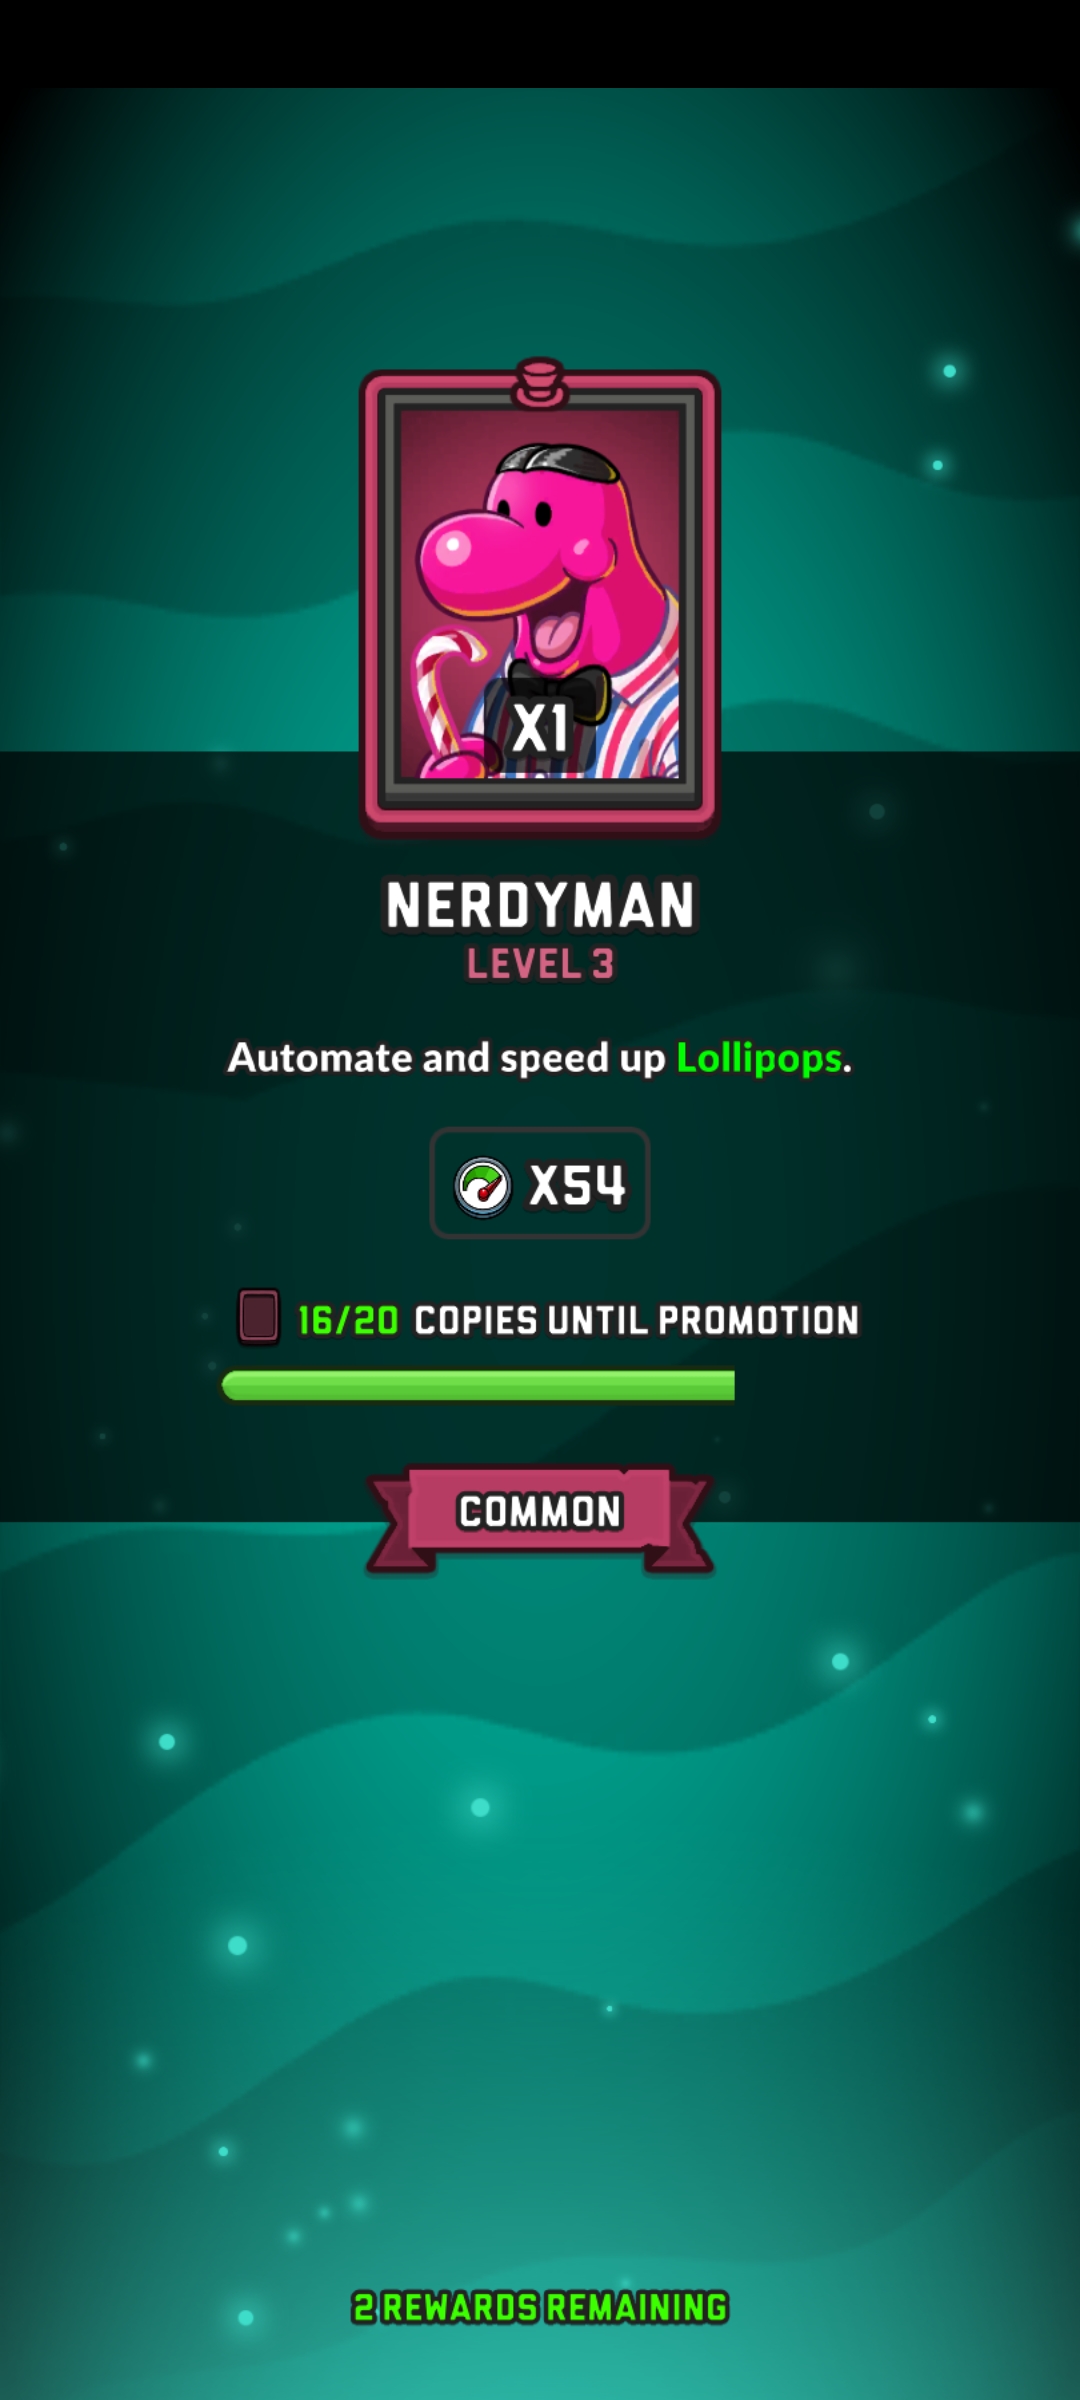 X1
NERDYMAN
LEVEL 3
Automate and speed up Lollipops.
X54
16/20 COPIES UNTIL PROMOTION
COMMON
2 REWARDS REMAINING